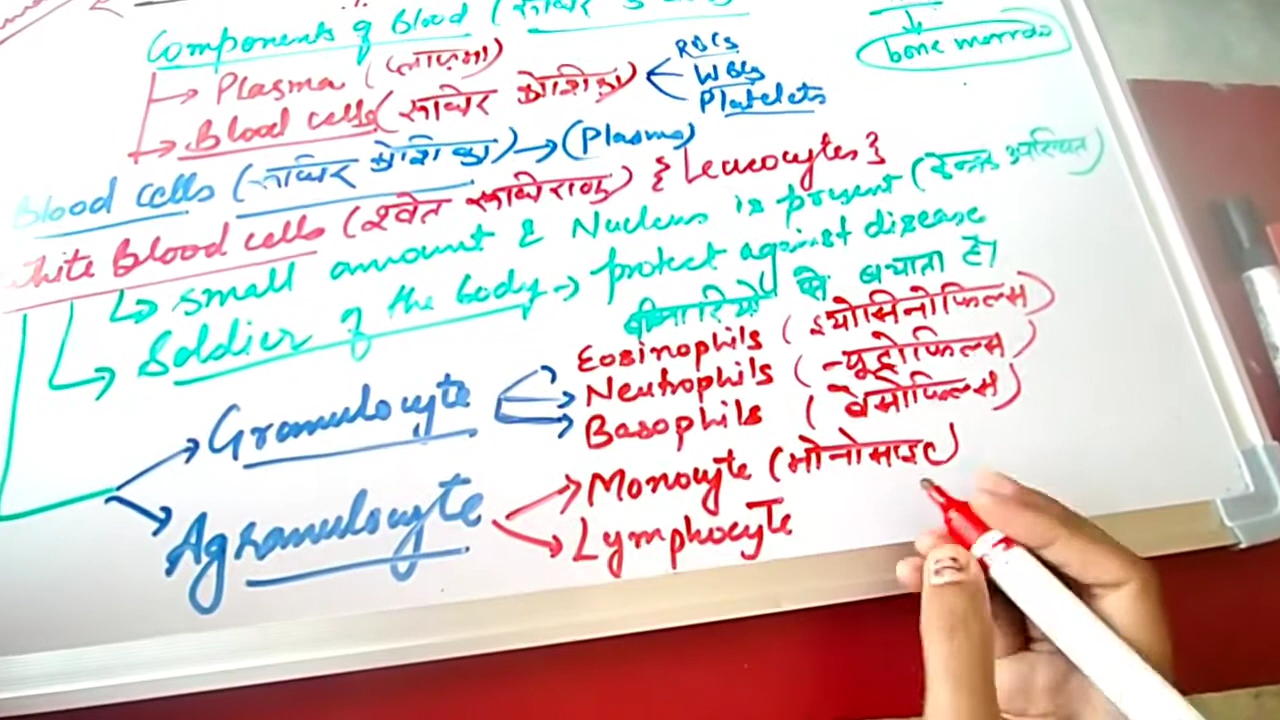 Components of Blood (रुधिर
bone marrow
→ Plasma (प्लाज्मा)
→ Blood cells (रुधिर कोशिका)
RBCs
WBCs
Platelets
Blood cells (रुधिर कोशिका) → (Plasma)
White Blood cells (श्वेत रुधिराणु) { Leucocytes }
↳ Small amount & Nucleus is present (केन्द्रक उपस्थित)
→ Soldier of the body → protect against disease
बीमारियों से बचाता है।
→ Granulocyte
Eosinophils (इयोसिनोफिल्स)
→ Neutrophils (न्यूट्रोफिल्स)
→ Basophils (बेसोफिल्स)
→ Agranulocyte
→ Monocyte (मोनोसाइट)
→ Lymphocyte